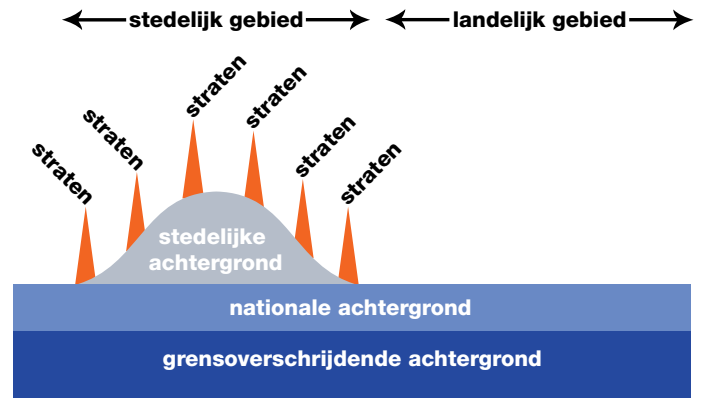 stedelijk gebied
landelijk gebied
straten
straten
straten
straten
straten
straten
stedelijke
achtergrond
nationale achtergrond
grensoverschrijdende achtergrond